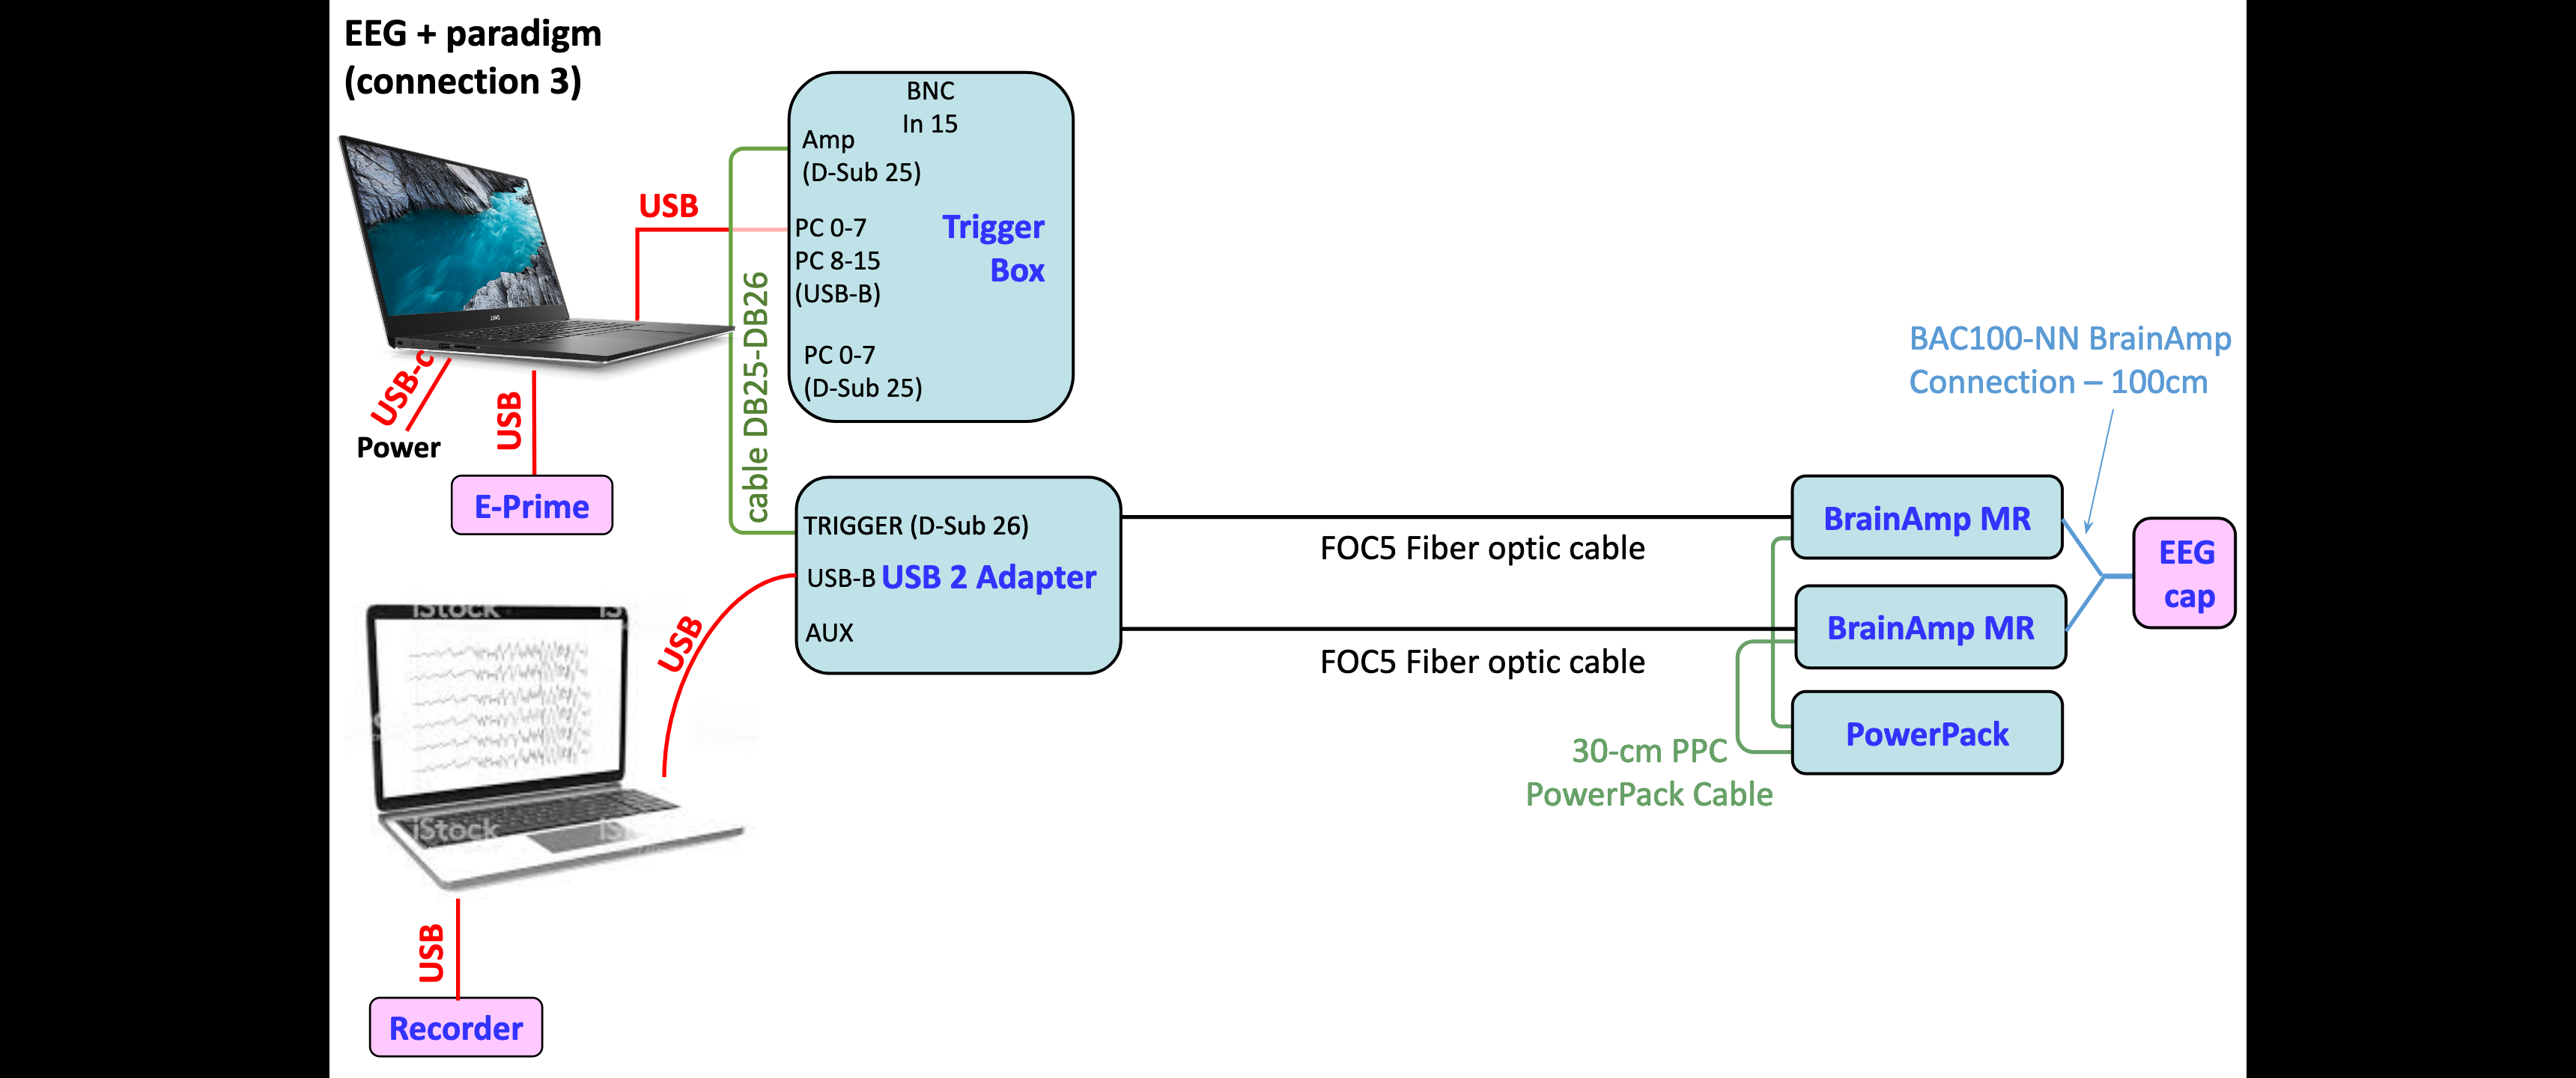 EEG + paradigm
(connection 3)
BNC
In 15
Amp
(D-Sub 25)
USB
PC 0-7
PC 8-15
(USB-B)
Trigger
Box
PC 0-7
(D-Sub 25)
cable DB25-DB26
USB-C
Power
USB
E-Prime
TRIGGER (D-Sub 26)
USB-B USB 2 Adapter
AUX
USB
FOC5 Fiber optic cable
FOC5 Fiber optic cable
BAC100-NN BrainAmp
Connection – 100cm
BrainAmp MR
BrainAmp MR
PowerPack
EEG
cap
30-cm PPC
PowerPack Cable
iStock
iStock
USB
Recorder